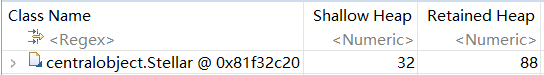 Class Name Shallow Heap Retained Heap
<Regex> <Numeric> <Numeric>
centralobject.Stellar @ 0x81f32c20 32 88